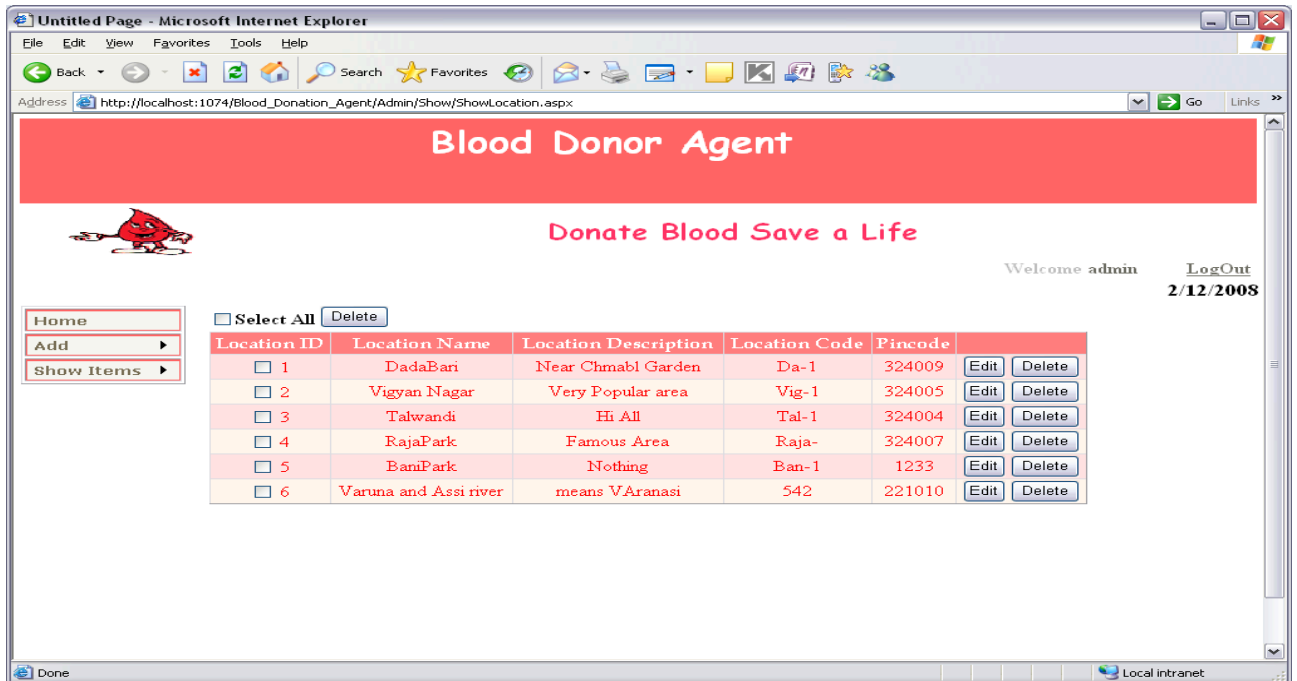 Untitled Page - Microsoft Internet Explorer
File Edit View Favorites Tools Help
Back Search Favorites
Address http://localhost:1074/Blood_Donation_Agent/Admin/Show/ShowLocation.aspx Go Links »
Blood Donor Agent
Donate Blood Save a Life
Welcome admin LogOut
2/12/2008
Home
Add
Show Items
Select All Delete
Location ID Location Name Location Description Location Code Pincode
1 DadaBari Near Chmabl Garden Da-1 324009 Edit Delete
2 Vigyan Nagar Very Popular area Vig-1 324005 Edit Delete
3 Talwandi Hi All Tal-1 324004 Edit Delete
4 RajaPark Famous Area Raja- 324007 Edit Delete
5 BaniPark Nothing Ban-1 1233 Edit Delete
6 Varuna and Assi river means VAranasi 542 221010 Edit Delete
Done Local intranet